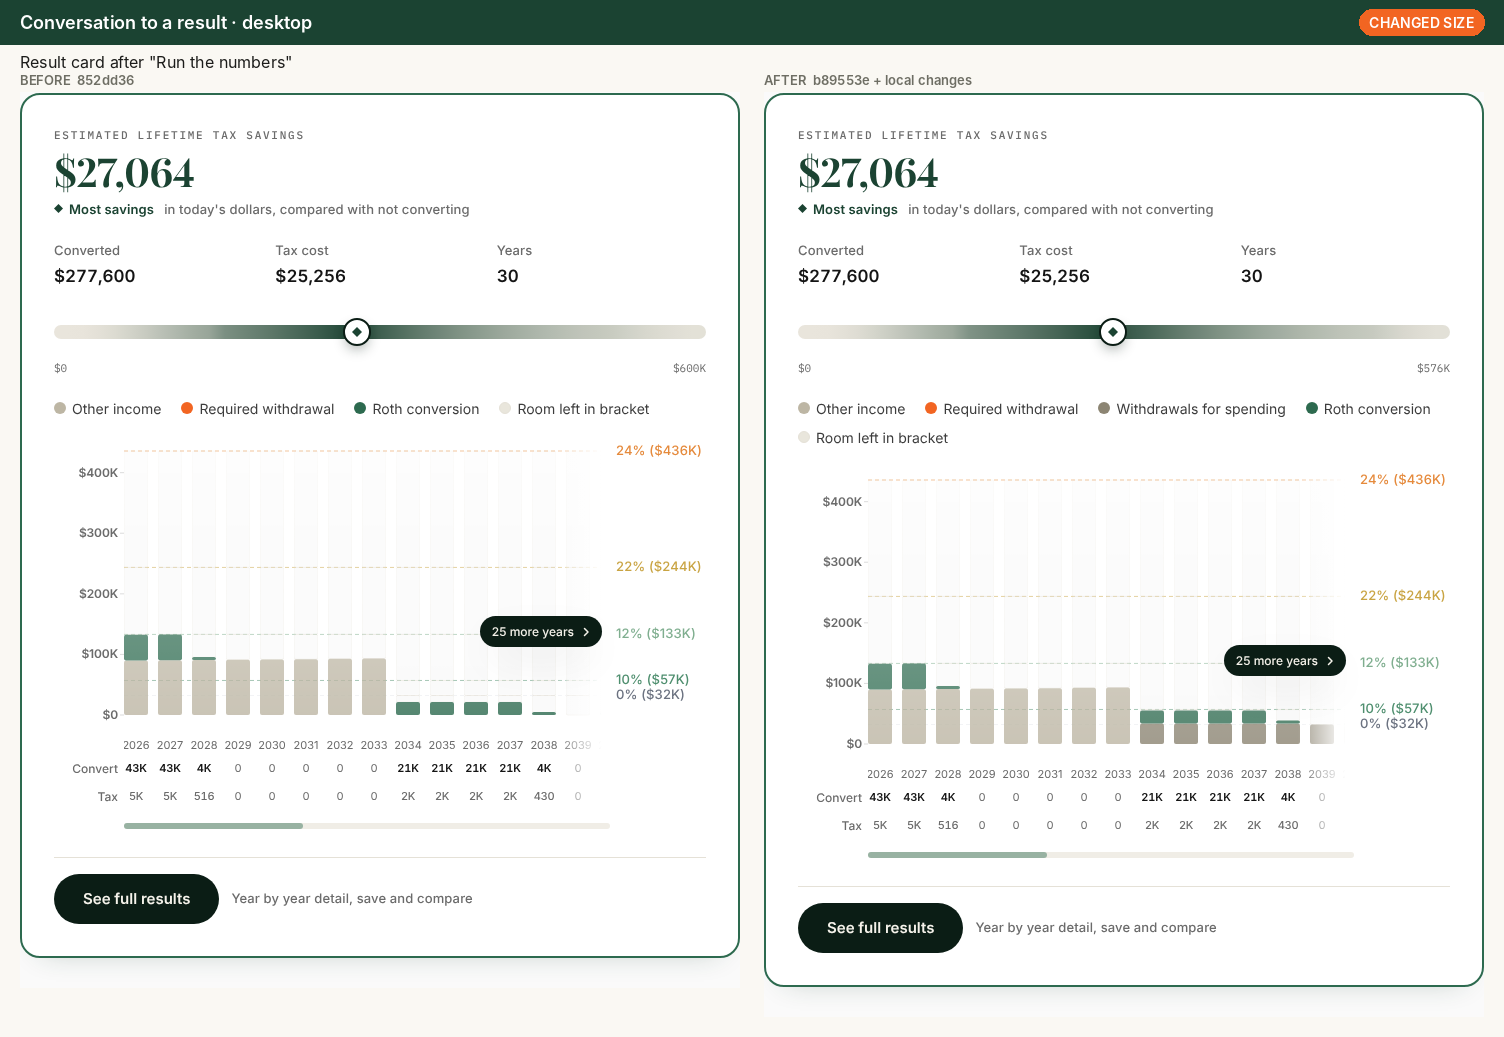 Conversation to a result · desktop
CHANGED SIZE
Result card after "Run the numbers"
BEFORE 852dd36
ESTIMATED LIFETIME TAX SAVINGS
$27,064
Most savings in today's dollars, compared with not converting
Converted Tax cost Years
$277,600 $25,256 30
$0 $600K
Other income Required withdrawal Roth conversion Room left in bracket
24% ($436K)
$400K
$300K
22% ($244K)
$200K
25 more years
12% ($133K)
$100K
10% ($57K)
0% ($32K)
$0
2026 2027 2028 2029 2030 2031 2032 2033 2034 2035 2036 2037 2038 2039
Convert 43K 43K 4K 0 0 0 0 0 21K 21K 21K 21K 4K 0
Tax 5K 5K 516 0 0 0 0 0 2K 2K 2K 2K 430 0
See full results Year by year detail, save and compare
AFTER b89553e + local changes
ESTIMATED LIFETIME TAX SAVINGS
$27,064
Most savings in today's dollars, compared with not converting
Converted Tax cost Years
$277,600 $25,256 30
$0 $576K
Other income Required withdrawal Withdrawals for spending Roth conversion
Room left in bracket
24% ($436K)
$400K
$300K
22% ($244K)
$200K
25 more years
12% ($133K)
$100K
10% ($57K)
0% ($32K)
$0
2026 2027 2028 2029 2030 2031 2032 2033 2034 2035 2036 2037 2038 2039
Convert 43K 43K 4K 0 0 0 0 0 21K 21K 21K 21K 4K 0
Tax 5K 5K 516 0 0 0 0 0 2K 2K 2K 2K 430 0
See full results Year by year detail, save and compare